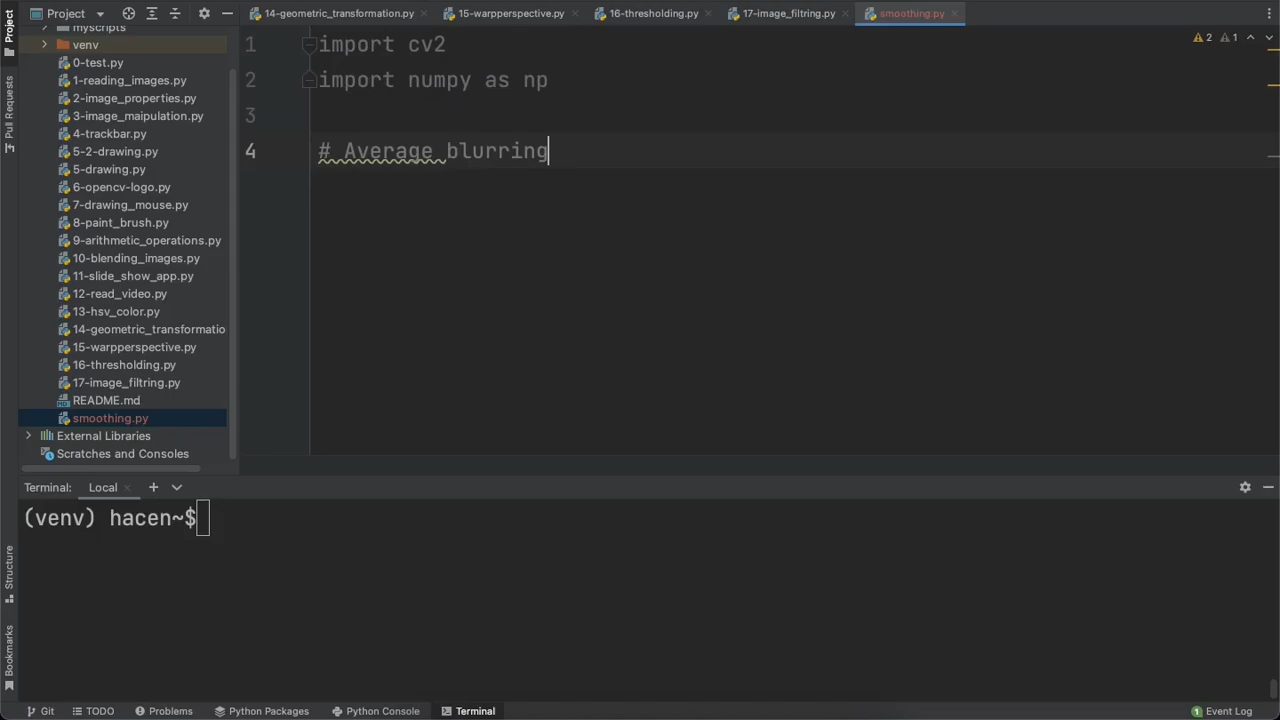 Project
14-geometric_transformation.py
15-warpperspective.py
16-thresholding.py
17-image_filtring.py
smoothing.py
Project
Pull Requests
Structure
Bookmarks
myscripts
venv
0-test.py
1-reading_images.py
2-image_properties.py
3-image_maipulation.py
4-trackbar.py
5-2-drawing.py
5-drawing.py
6-opencv-logo.py
7-drawing_mouse.py
8-paint_brush.py
9-arithmetic_operations.py
10-blending_images.py
11-slide_show_app.py
12-read_video.py
13-hsv_color.py
14-geometric_transformatio
15-warpperspective.py
16-thresholding.py
17-image_filtring.py
README.md
smoothing.py
External Libraries
Scratches and Consoles
1 import cv2
2 import numpy as np
3
4 # Average blurring
2 1
Terminal: Local
(venv) hacen~$
Git TODO Problems Python Packages Python Console Terminal 1 Event Log